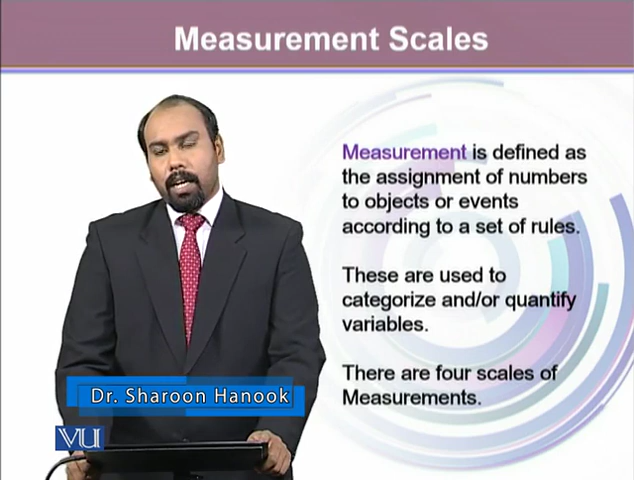 Measurement Scales
Measurement is defined as
the assignment of numbers
to objects or events
according to a set of rules.
These are used to
categorize and/or quantify
variables.
There are four scales of
Measurements.
Dr. Sharoon Hanook
VU